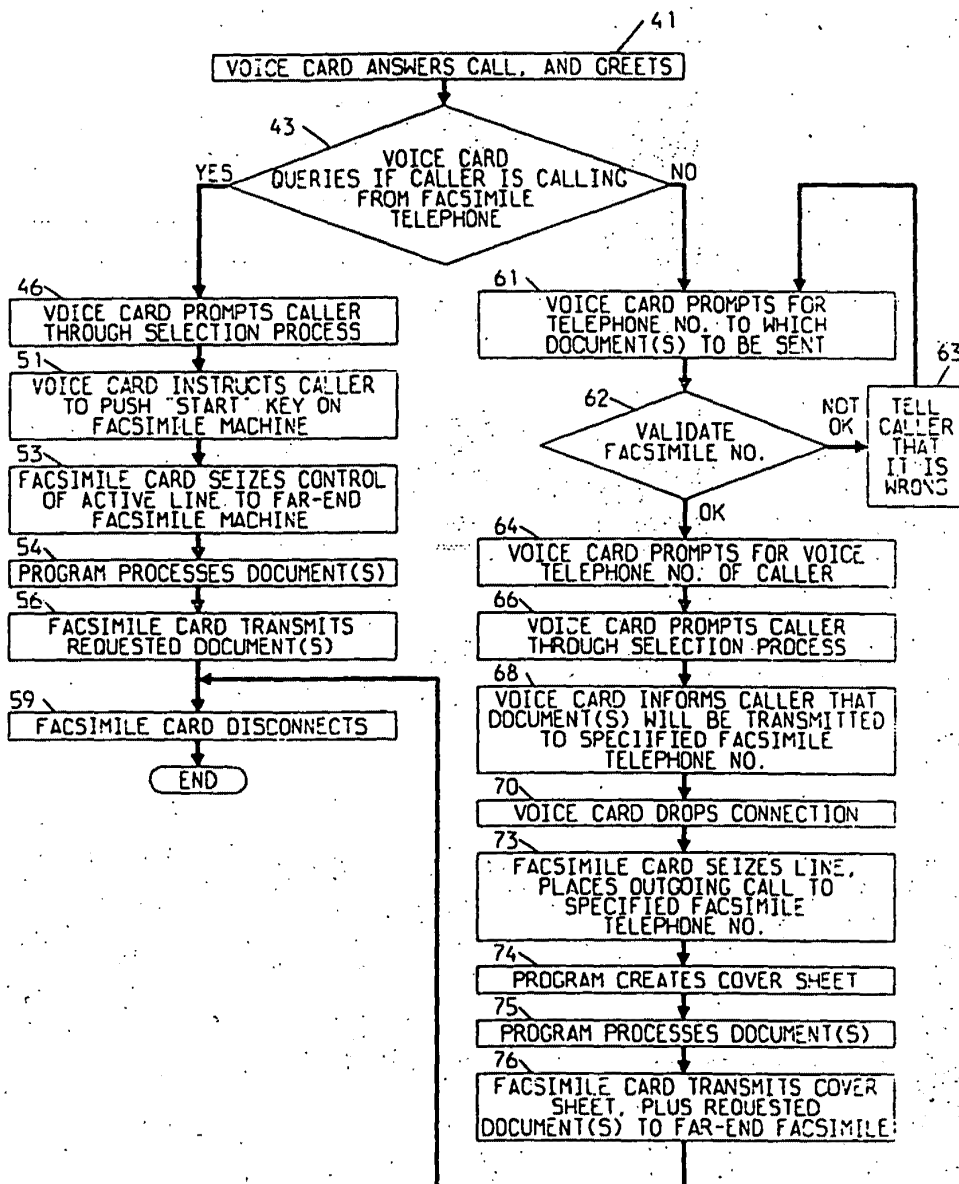 41
VOICE CARD ANSWERS CALL, AND GREETS
43
VOICE CARD
QUERIES IF CALLER IS CALLING
FROM FACSIMILE
TELEPHONE
YES
NO
46
VOICE CARD PROMPTS CALLER
THROUGH SELECTION PROCESS
51
VOICE CARD INSTRUCTS CALLER
TO PUSH "START" KEY ON
FACSIMILE MACHINE
53
FACSIMILE CARD SEIZES CONTROL
OF ACTIVE LINE TO FAR-END
FACSIMILE MACHINE
54
PROGRAM PROCESSES DOCUMENT(S)
56
FACSIMILE CARD TRANSMITS
REQUESTED DOCUMENT(S)
59
FACSIMILE CARD DISCONNECTS
END
61
VOICE CARD PROMPTS FOR
TELEPHONE NO. TO WHICH
DOCUMENT(S) TO BE SENT
62
VALIDATE
FACSIMILE NO.
NOT
OK
63
TELL
CALLER
THAT
IT IS
WRONG
OK
64
VOICE CARD PROMPTS FOR VOICE
TELEPHONE NO. OF CALLER
66
VOICE CARD PROMPTS CALLER
THROUGH SELECTION PROCESS
68
VOICE CARD INFORMS CALLER THAT
DOCUMENT(S) WILL BE TRANSMITTED
TO SPECIIFIED FACSIMILE
TELEPHONE NO.
70
VOICE CARD DROPS CONNECTION
73
FACSIMILE CARD SEIZES LINE,
PLACES OUTGOING CALL TO
SPECIFIED FACSIMILE
TELEPHONE NO.
74
PROGRAM CREATES COVER SHEET
75
PROGRAM PROCESSES DOCUMENT(S)
76
FACSIMILE CARD TRANSMITS COVER
SHEET, PLUS REQUESTED
DOCUMENT(S) TO FAR-END FACSIMILE